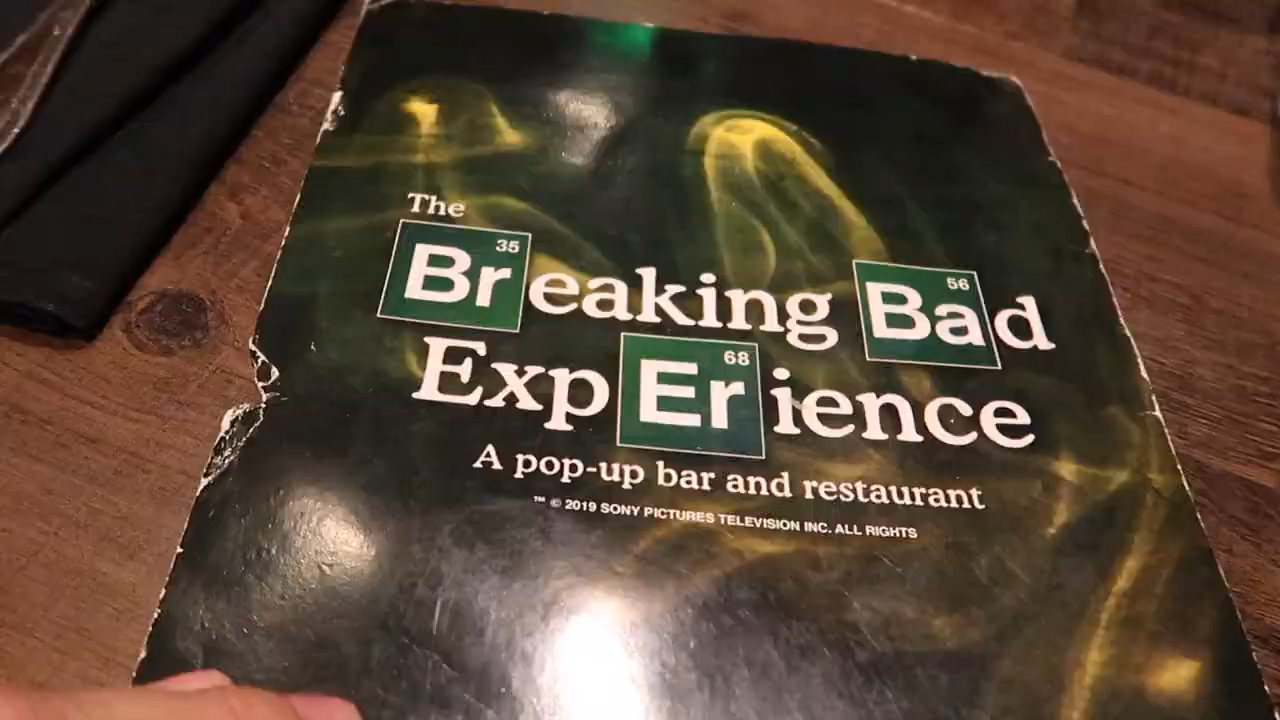 The
35
Breaking
56
Bad
68
ExpErience
A pop-up bar and restaurant
™ © 2019 SONY PICTURES TELEVISION INC. ALL RIGHTS